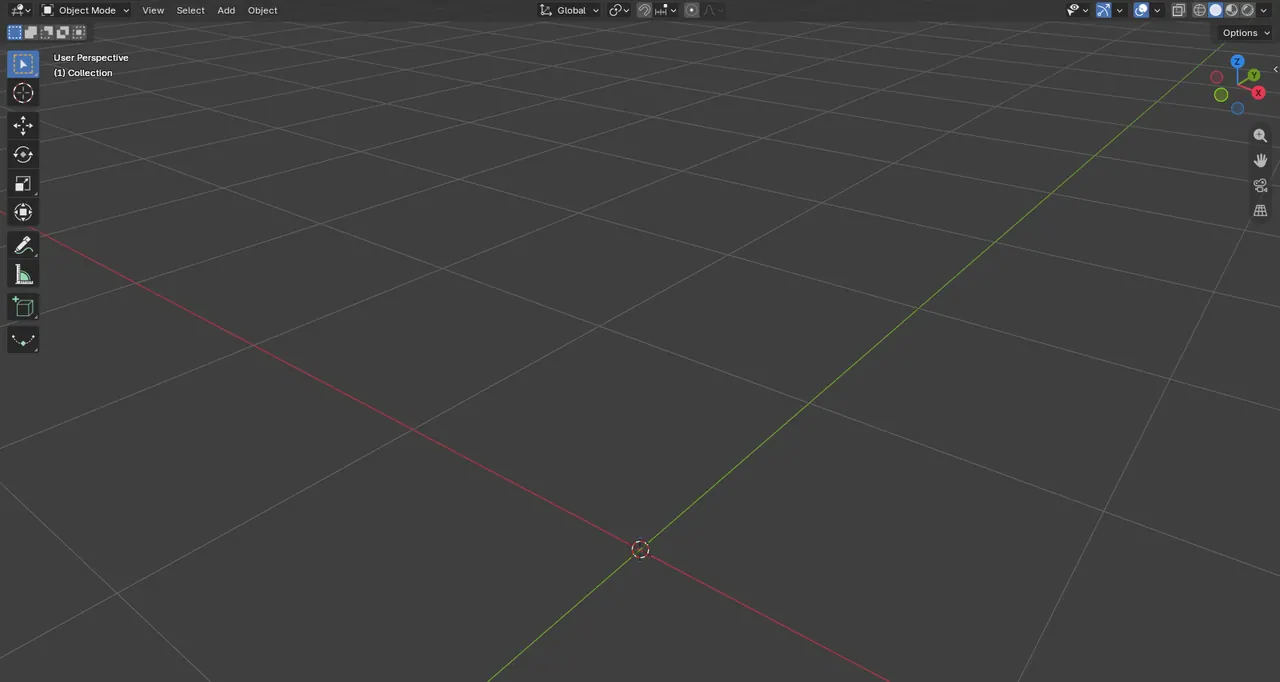 Object Mode View Select Add Object Global
Options
User Perspective
(1) Collection
Z
Y
X